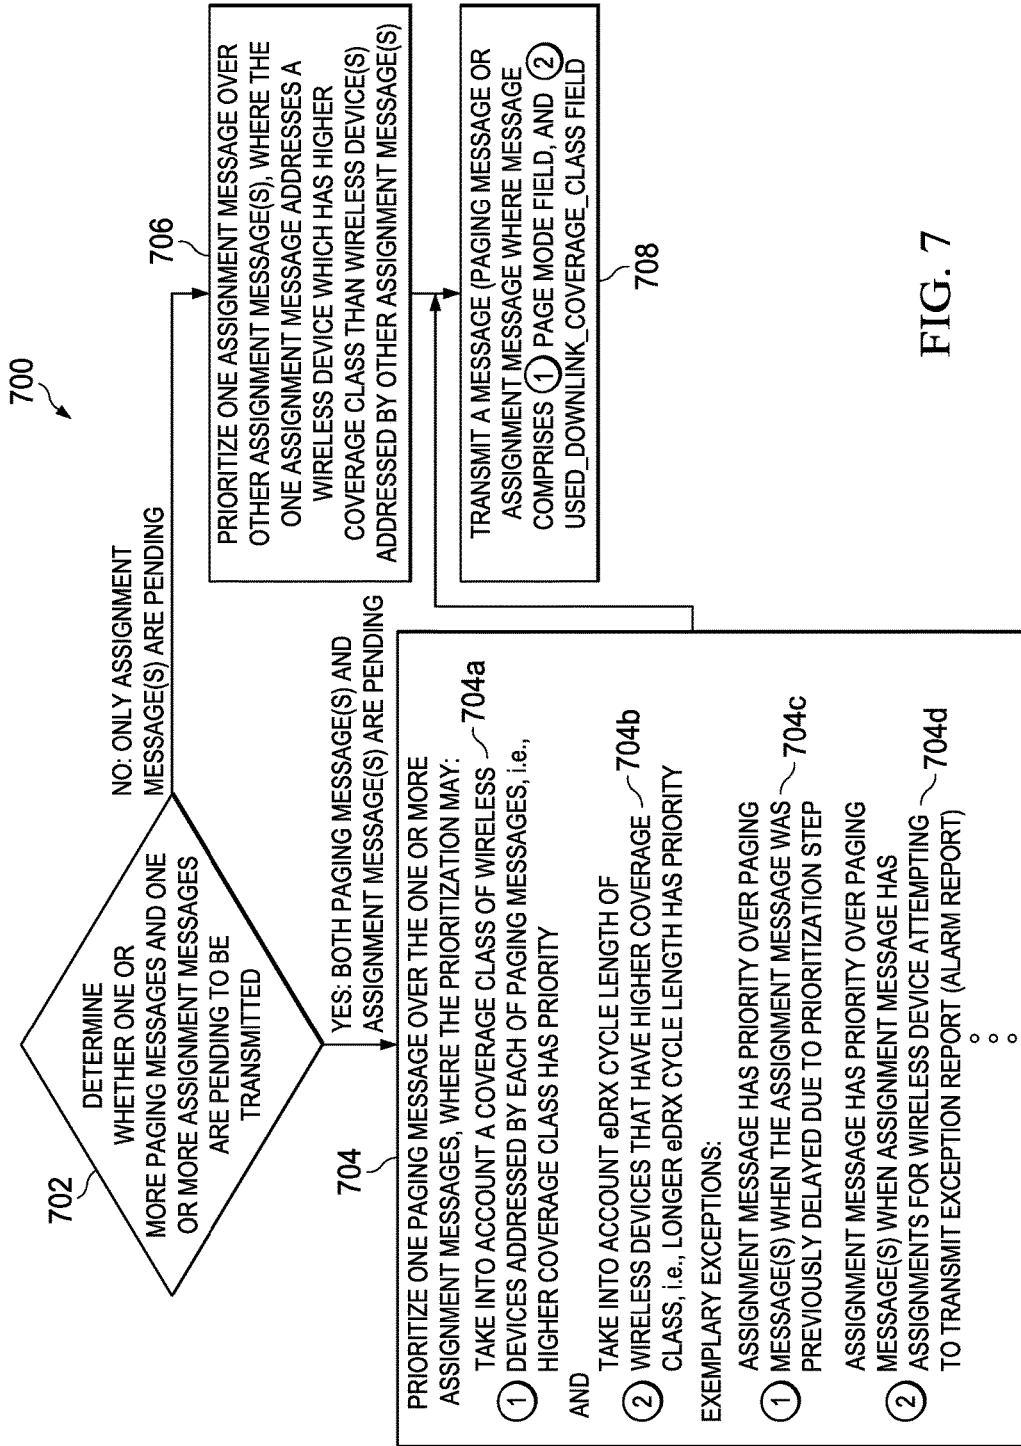 700
DETERMINE
WHETHER ONE OR
MORE PAGING MESSAGES AND ONE
OR MORE ASSIGNMENT MESSAGES
ARE PENDING TO BE
TRANSMITTED
702
NO: ONLY ASSIGNMENT
MESSAGE(S) ARE PENDING
706
PRIORITIZE ONE ASSIGNMENT MESSAGE OVER
OTHER ASSIGNMENT MESSAGE(S), WHERE THE
ONE ASSIGNMENT MESSAGE ADDRESSES A
WIRELESS DEVICE WHICH HAS HIGHER
COVERAGE CLASS THAN WIRELESS DEVICE(S)
ADDRESSED BY OTHER ASSIGNMENT MESSAGE(S)
YES: BOTH PAGING MESSAGE(S) AND
ASSIGNMENT MESSAGE(S) ARE PENDING
704
PRIORITIZE ONE PAGING MESSAGE OVER THE ONE OR MORE
ASSIGNMENT MESSAGES, WHERE THE PRIORITIZATION MAY:
TAKE INTO ACCOUNT A COVERAGE CLASS OF WIRELESS 704a
1 DEVICES ADDRESSED BY EACH OF PAGING MESSAGES, i.e.,
HIGHER COVERAGE CLASS HAS PRIORITY
AND
TAKE INTO ACCOUNT eDRX CYCLE LENGTH OF
2 WIRELESS DEVICES THAT HAVE HIGHER COVERAGE 704b
CLASS, i.e., LONGER eDRX CYCLE LENGTH HAS PRIORITY
EXEMPLARY EXCEPTIONS:
ASSIGNMENT MESSAGE HAS PRIORITY OVER PAGING
1 MESSAGE(S) WHEN THE ASSIGNMENT MESSAGE WAS 704c
PREVIOUSLY DELAYED DUE TO PRIORITIZATION STEP
ASSIGNMENT MESSAGE HAS PRIORITY OVER PAGING
MESSAGE(S) WHEN ASSIGNMENT MESSAGE HAS
2 ASSIGNMENTS FOR WIRELESS DEVICE ATTEMPTING 704d
TO TRANSMIT EXCEPTION REPORT (ALARM REPORT)
TRANSMIT A MESSAGE (PAGING MESSAGE OR
ASSIGNMENT MESSAGE WHERE MESSAGE
COMPRISES 1 PAGE MODE FIELD, AND 2
USED_DOWNLINK_COVERAGE_CLASS FIELD
708
FIG. 7